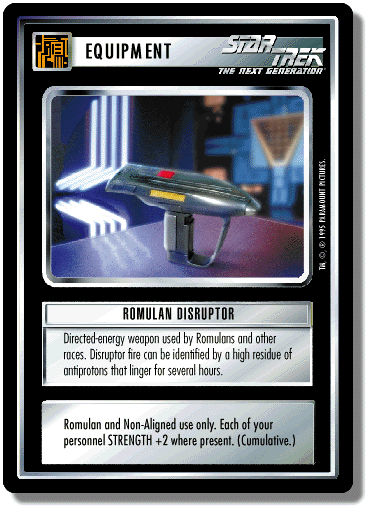 EQUIPMENT
STAR TREK
THE NEXT GENERATION®
TM, © ® 1995 PARAMOUNT PICTURES.
ROMULAN DISRUPTOR
Directed-energy weapon used by Romulans and other
races. Disruptor fire can be identified by a high residue of
antiprotons that linger for several hours.
Romulan and Non-Aligned use only. Each of your
personnel STRENGTH +2 where present. (Cumulative.)